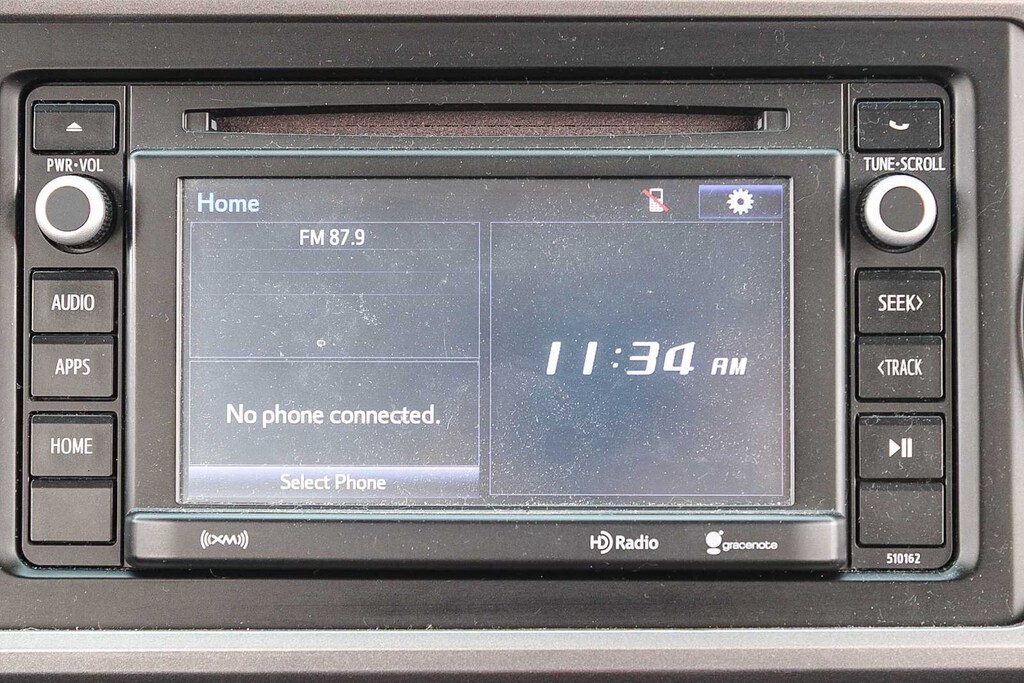 PWR•VOL
AUDIO
APPS
HOME
Home
FM 87.9
No phone connected.
Select Phone
11:34 AM
((XM))
HD Radio
gracenote
TUNE•SCROLL
SEEK>
<TRACK
510162